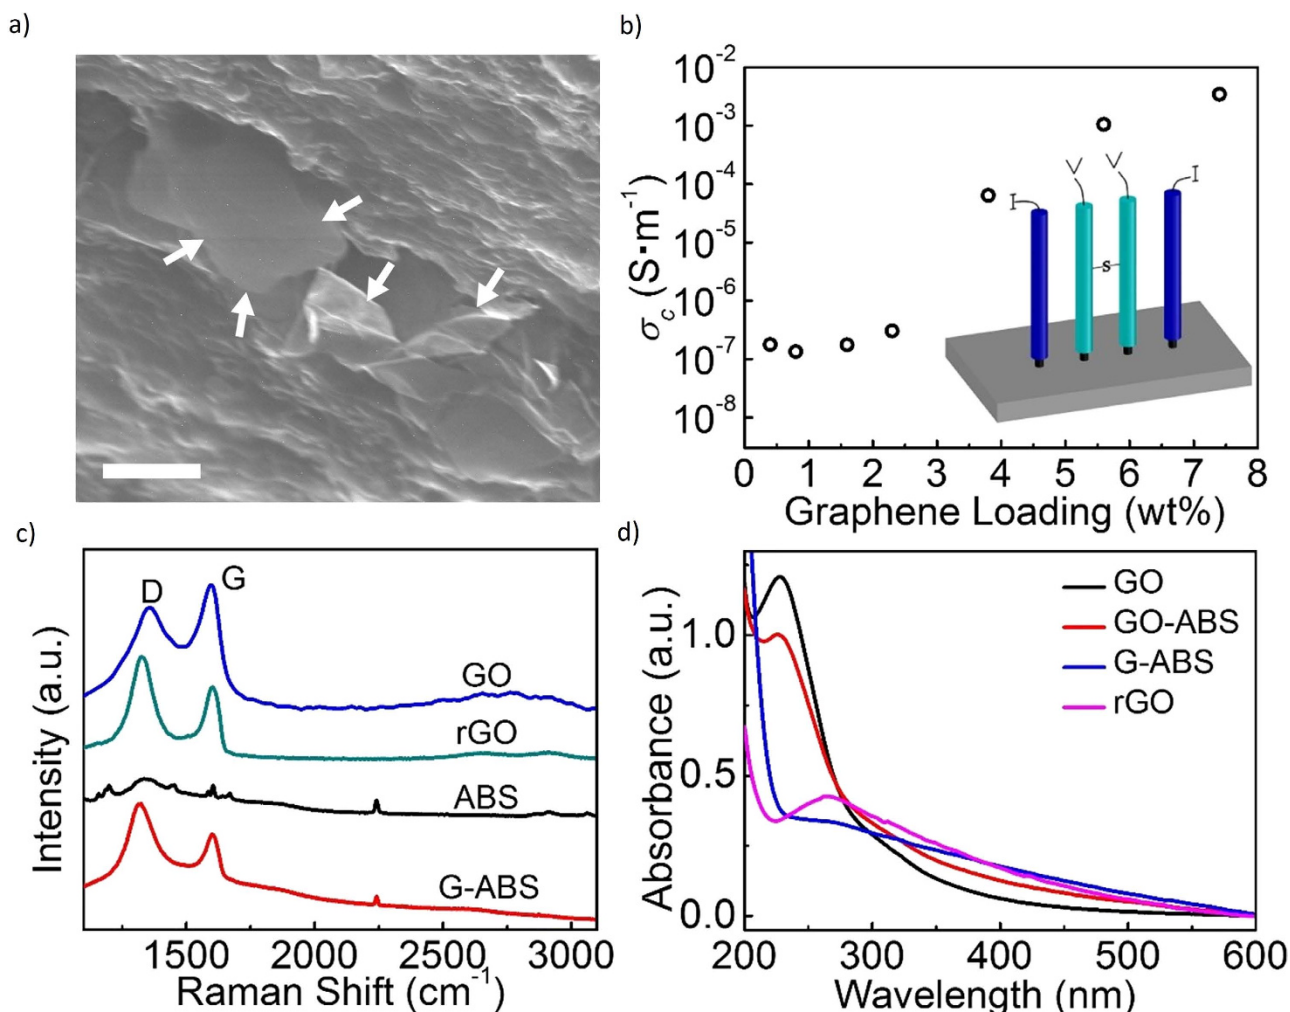 a)
b)
10-2
10-3
10-4
10-5
10-6
10-7
10-8
σc (S·m-1)
I V V I
s
0 1 2 3 4 5 6 7 8
Graphene Loading (wt%)
c)
D G
GO
rGO
ABS
G-ABS
Intensity (a.u.)
1500 2000 2500 3000
Raman Shift (cm-1)
d)
GO
GO-ABS
G-ABS
rGO
1.0
0.5
0.0
Absorbance (a.u.)
200 300 400 500 600
Wavelength (nm)